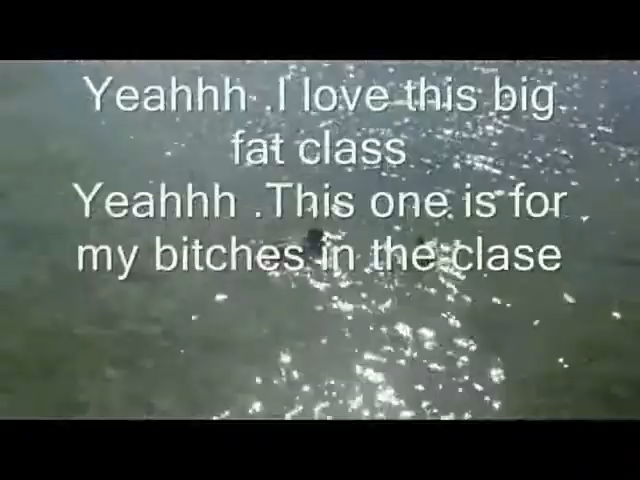 Yeahhh .I love this big
fat class
Yeahhh .This one is for
my bitches in the clase